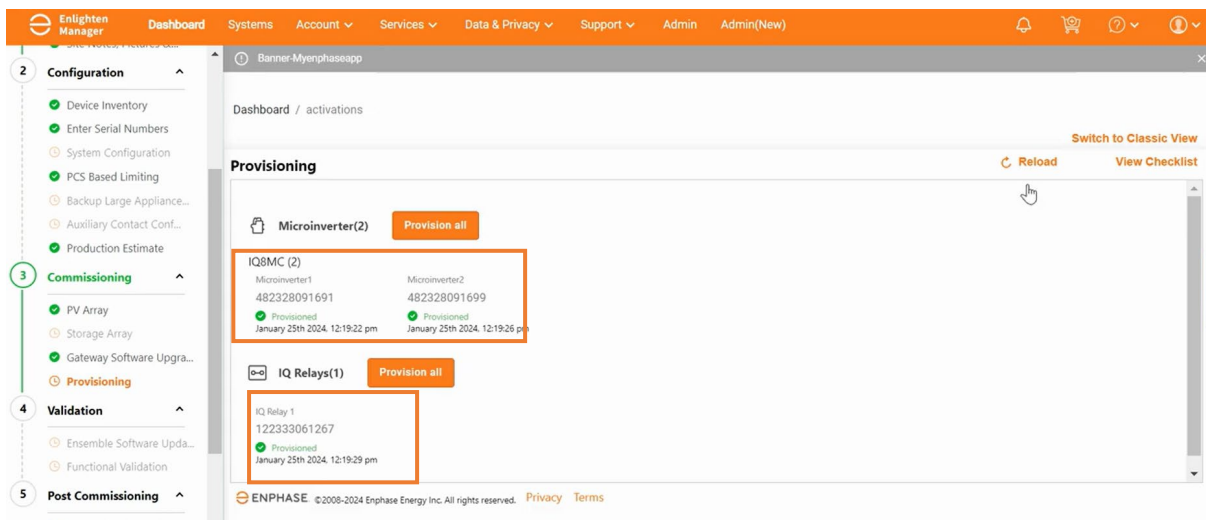 Enlighten
Manager
Dashboard
Systems
Account
Services
Data & Privacy
Support
Admin
Admin(New)
Site Notes, Pictures &...
2 Configuration
Device Inventory
Enter Serial Numbers
System Configuration
PCS Based Limiting
Backup Large Appliance...
Auxiliary Contact Conf...
Production Estimate
3 Commissioning
PV Array
Storage Array
Gateway Software Upgra...
Provisioning
4 Validation
Ensemble Software Upda...
Functional Validation
5 Post Commissioning
Banner-Myenphaseapp
Dashboard / activations
Switch to Classic View
Provisioning
Reload
View Checklist
Microinverter(2)
Provision all
IQ8MC (2)
Microinverter1
482328091691
Provisioned
January 25th 2024, 12:19:22 pm
Microinverter2
482328091699
Provisioned
January 25th 2024, 12:19:26 pm
IQ Relays(1)
Provision all
IQ Relay 1
122333061267
Provisioned
January 25th 2024, 12:19:29 pm
ENPHASE ©2008-2024 Enphase Energy Inc. All rights reserved. Privacy Terms